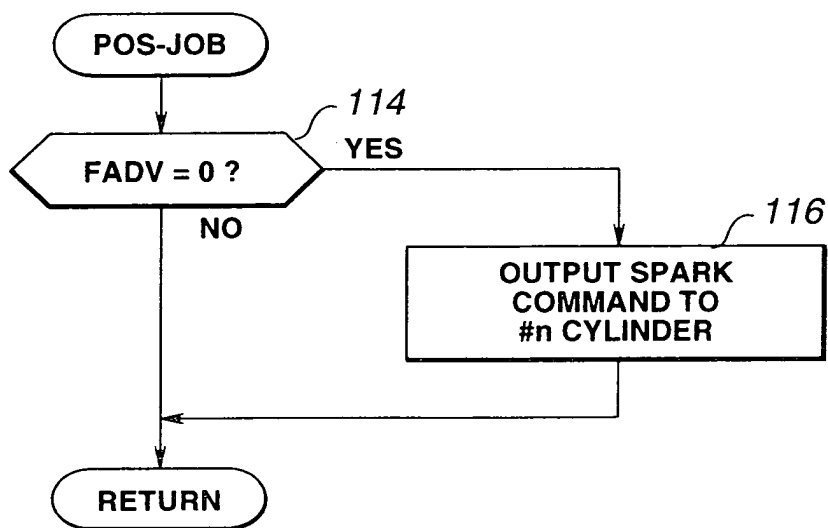 POS-JOB
114
FADV = 0 ?
YES
NO
116
OUTPUT SPARK
COMMAND TO
#n CYLINDER
RETURN